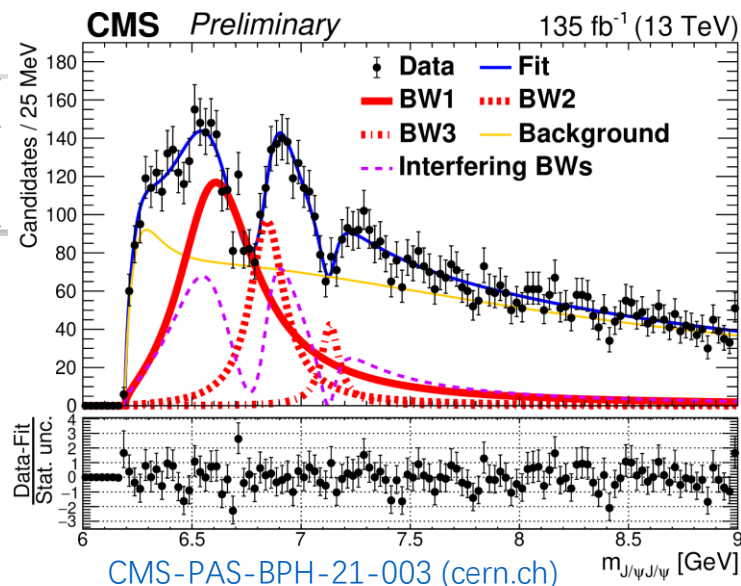 CMS Preliminary 135 fb⁻¹ (13 TeV)
Candidates / 25 MeV
180
160
140
120
100
80
60
40
20
0
Data Fit
BW1 BW2
BW3 Background
Interfering BWs
Data-Fit
Stat. unc.
4
3
2
1
0
−1
−2
−3
6 6.5 7 7.5 8 8.5 9
m_J/ψJ/ψ [GeV]
CMS-PAS-BPH-21-003 (cern.ch)